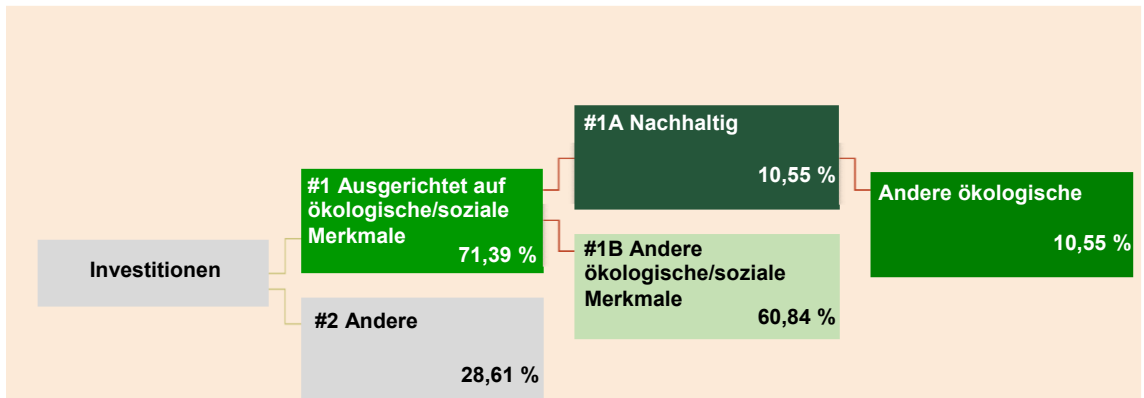 Investitionen
#1 Ausgerichtet auf
ökologische/soziale
Merkmale
71,39 %
#2 Andere
28,61 %
#1A Nachhaltig
10,55 %
#1B Andere
ökologische/soziale
Merkmale
60,84 %
Andere ökologische
10,55 %